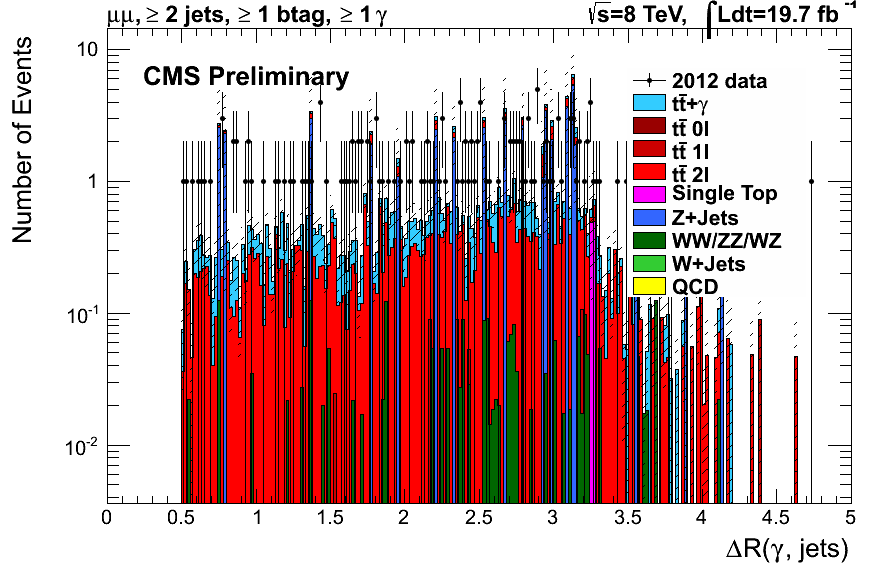 μμ, ≥ 2 jets, ≥ 1 btag, ≥ 1 γ
√s=8 TeV, ∫Ldt=19.7 fb⁻¹
CMS Preliminary
Number of Events
10
1
10⁻¹
10⁻²
2012 data
tt̄+γ
tt̄ 0l
tt̄ 1l
tt̄ 2l
Single Top
Z+Jets
WW/ZZ/WZ
W+Jets
QCD
0 0.5 1 1.5 2 2.5 3 3.5 4 4.5 5
ΔR(γ, jets)